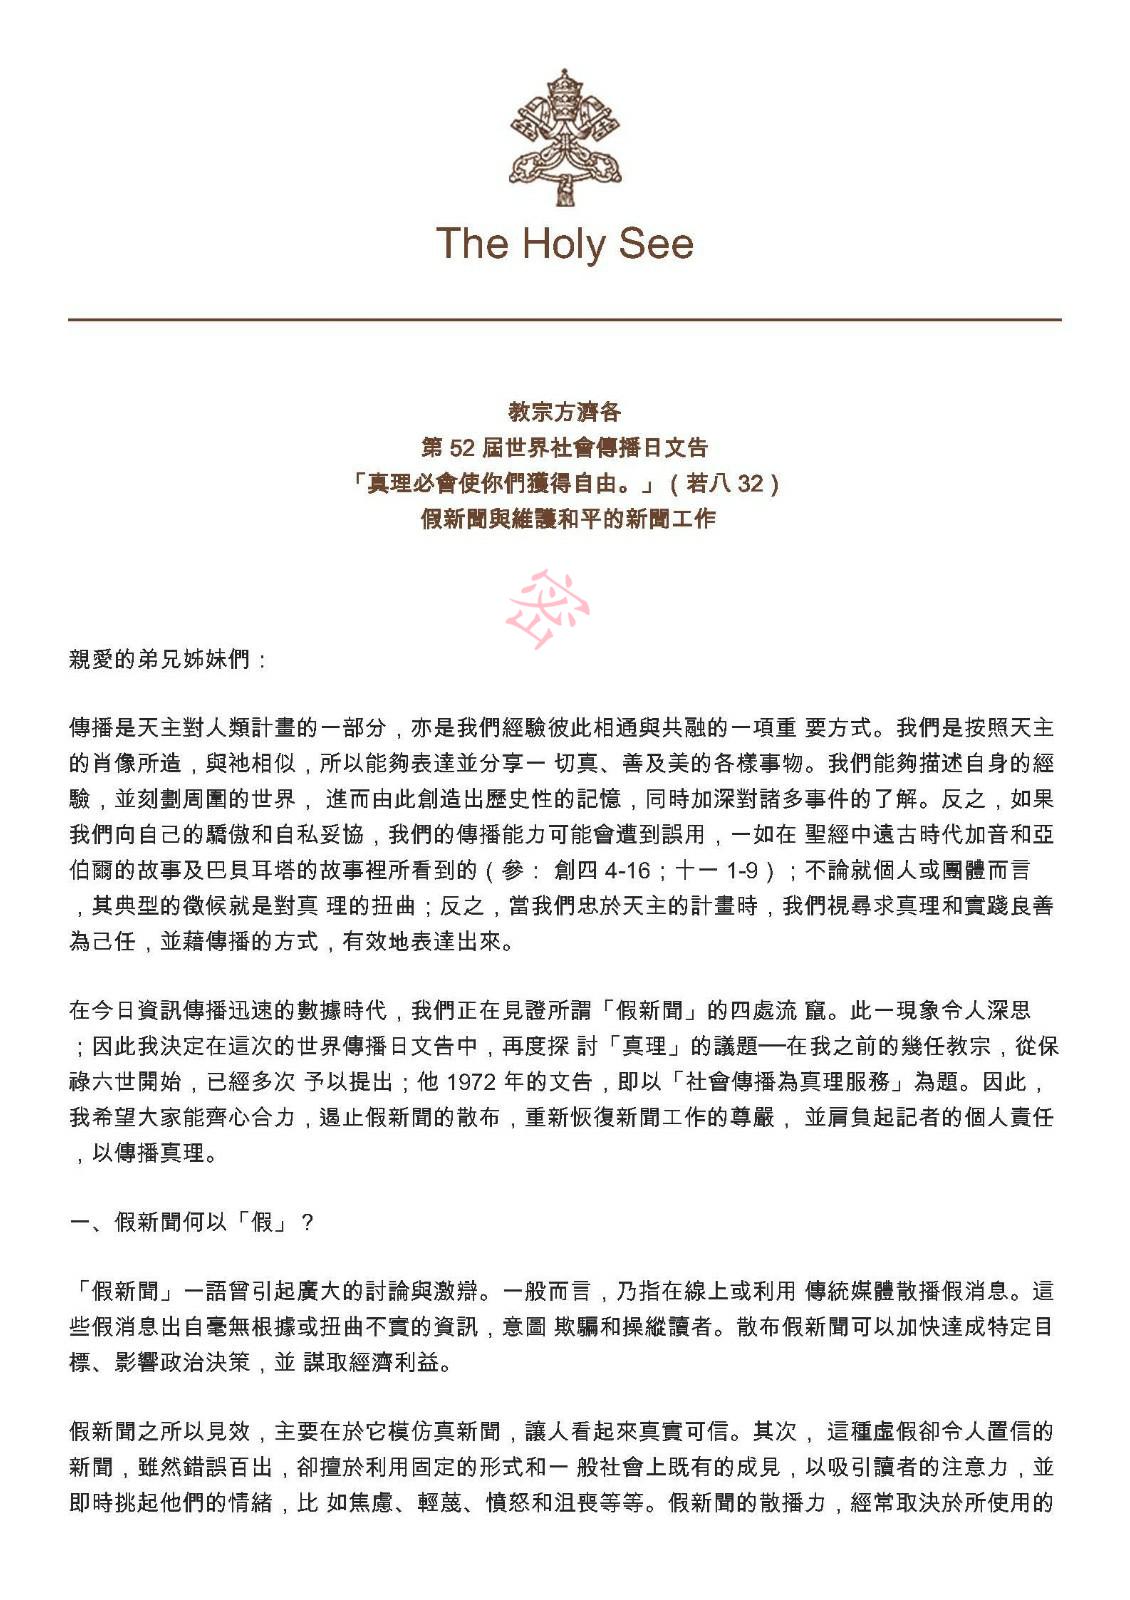 The Holy See
教宗方濟各
第 52 屆世界社會傳播日文告
「真理必會使你們獲得自由。」（若八 32）
假新聞與維護和平的新聞工作
密
親愛的弟兄姊妹們：
傳播是天主對人類計畫的一部分，亦是我們經驗彼此相通與共融的一項重 要方式。我們是按照天主
的肖像所造，與祂相似，所以能夠表達並分享一 切真、善及美的各樣事物。我們能夠描述自身的經
驗，並刻劃周圍的世界， 進而由此創造出歷史性的記憶，同時加深對諸多事件的了解。反之，如果
我們向自己的驕傲和自私妥協，我們的傳播能力可能會遭到誤用，一如在 聖經中遠古時代加音和亞
伯爾的故事及巴貝耳塔的故事裡所看到的（參： 創四 4-16；十一 1-9）；不論就個人或團體而言
，其典型的徵候就是對真 理的扭曲；反之，當我們忠於天主的計畫時，我們視尋求真理和實踐良善
為己任，並藉傳播的方式，有效地表達出來。
在今日資訊傳播迅速的數據時代，我們正在見證所謂「假新聞」的四處流 竄。此一現象令人深思
；因此我決定在這次的世界傳播日文告中，再度探 討「真理」的議題──在我之前的幾任教宗，從保
祿六世開始，已經多次 予以提出；他 1972 年的文告，即以「社會傳播為真理服務」為題。因此，
我希望大家能齊心合力，遏止假新聞的散布，重新恢復新聞工作的尊嚴， 並肩負起記者的個人責任
，以傳播真理。
一、假新聞何以「假」？
「假新聞」一語曾引起廣大的討論與激辯。一般而言，乃指在線上或利用 傳統媒體散播假消息。這
些假消息出自毫無根據或扭曲不實的資訊，意圖 欺騙和操縱讀者。散布假新聞可以加快達成特定目
標、影響政治決策，並 謀取經濟利益。
假新聞之所以見效，主要在於它模仿真新聞，讓人看起來真實可信。其次， 這種虛假卻令人置信的
新聞，雖然錯誤百出，卻擅於利用固定的形式和一 般社會上既有的成見，以吸引讀者的注意力，並
即時挑起他們的情緒，比 如焦慮、輕蔑、憤怒和沮喪等等。假新聞的散播力，經常取決於所使用的